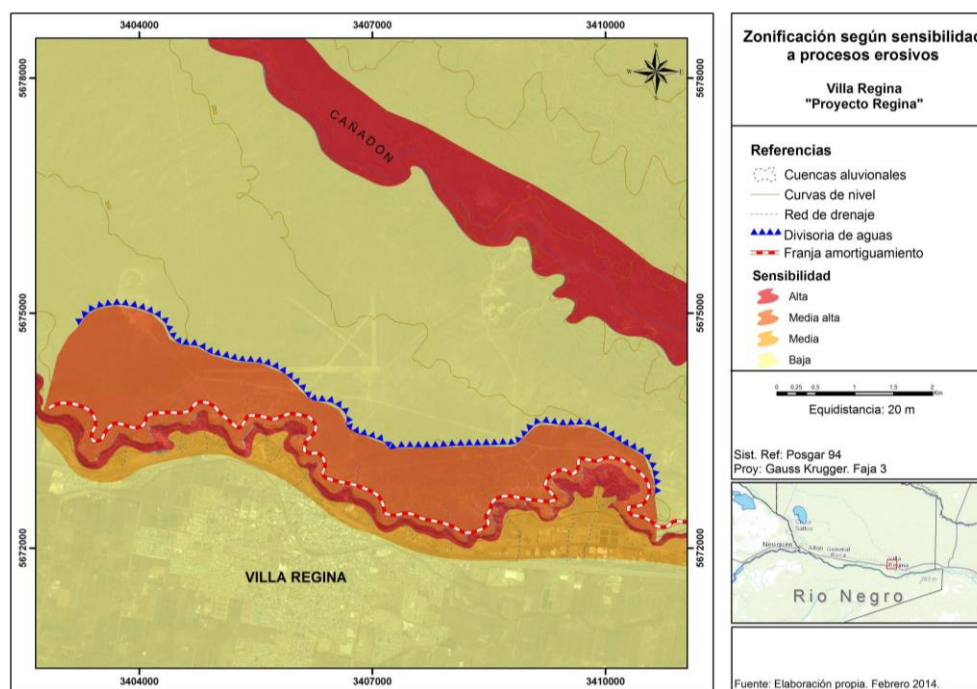 3404000
3407000
3410000
5678000
5678000
5675000
5675000
5672000
5672000
3404000
3407000
3410000
N
W
E
S
CAÑADON
VILLA REGINA
Zonificación según sensibilidad
a procesos erosivos
Villa Regina
"Proyecto Regina"
Referencias
Cuencas aluvionales
Curvas de nivel
Red de drenaje
Divisoria de aguas
Franja amortiguamiento
Sensibilidad
Alta
Media alta
Media
Baja
0 0,25 0,5 1 1,5 2
Km
Equidistancia: 20 m
Sist. Ref: Posgar 94
Proy: Gauss Krugger. Faja 3
Neuquen Allen General
Roca
Villa
Regina
Rio Negro
Fuente: Elaboración propia. Febrero 2014.